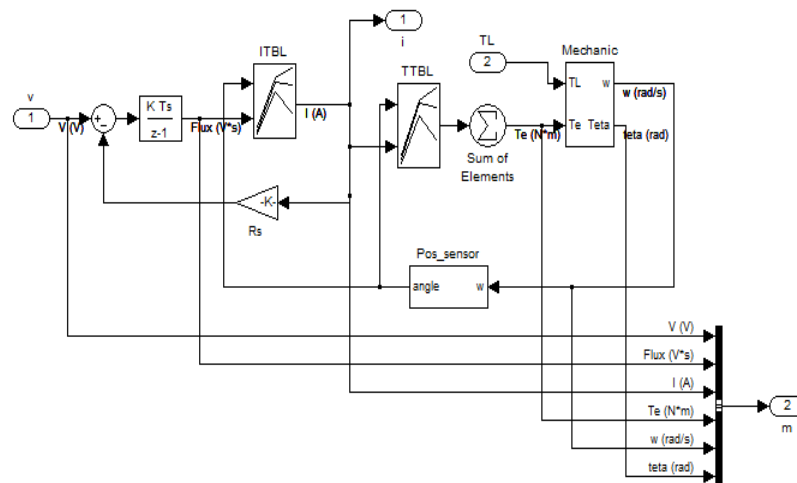 1
i
ITBL
TL
2
Mechanic
TTBL
v
1
V (V)
K Ts
z-1
Flux (V*s)
I (A)
TL
w
w (rad/s)
Te
Teta
teta (rad)
Te (N*m)
Sum of
Elements
-K-
Rs
Pos_sensor
angle
w
V (V)
Flux (V*s)
I (A)
Te (N*m)
w (rad/s)
teta (rad)
2
m